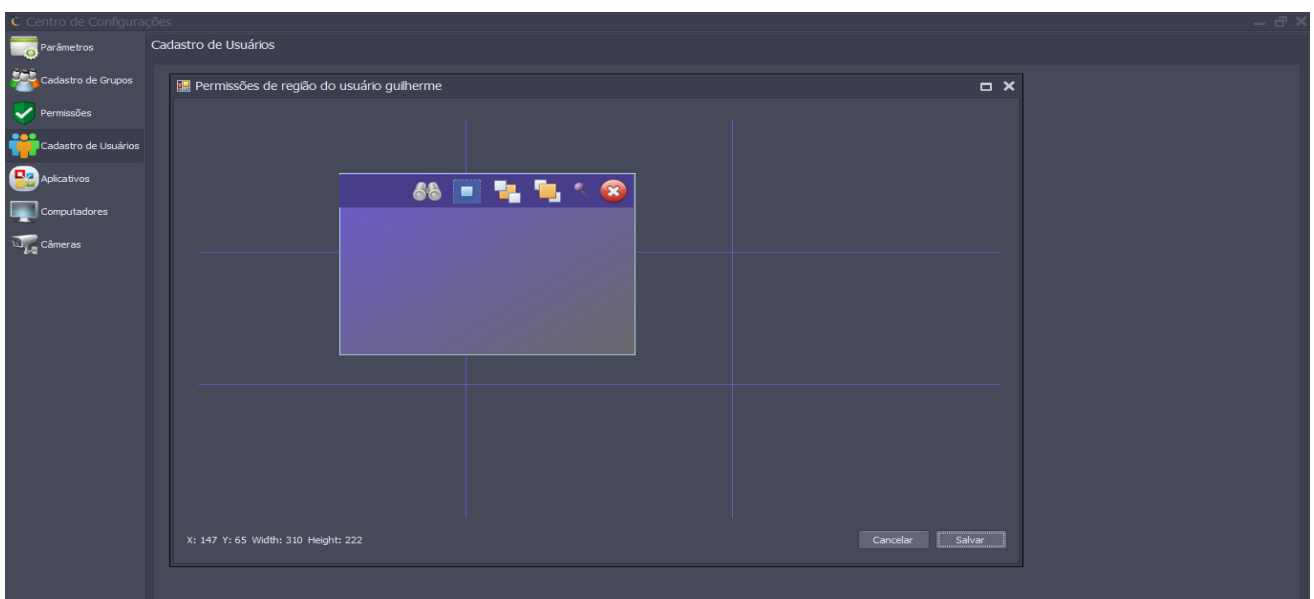 Centro de Configurações
Parâmetros
Cadastro de Grupos
Permissões
Cadastro de Usuários
Aplicativos
Computadores
Câmeras
Cadastro de Usuários
Permissões de região do usuário guilherme
X: 147 Y: 65 Width: 310 Height: 222
Cancelar
Salvar